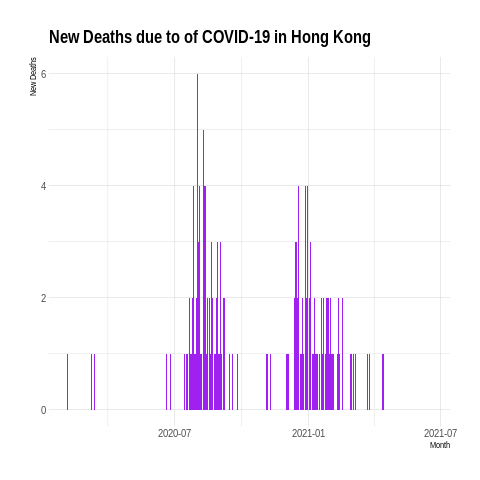 New Deaths due to of COVID-19 in Hong Kong
New Deaths
6
4
2
0
2020-07
2021-01
2021-07
Month